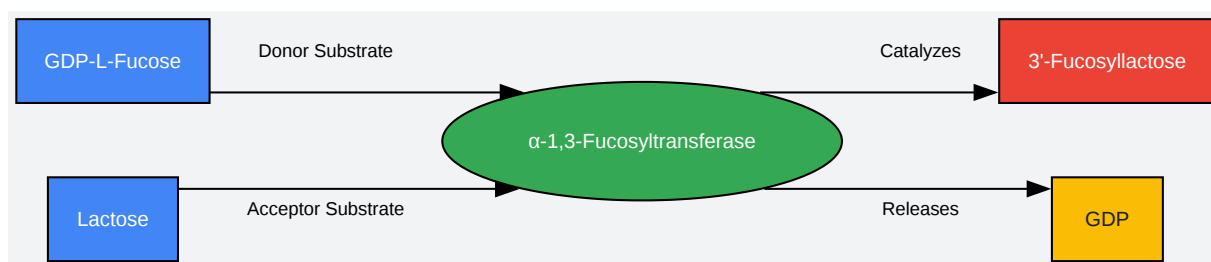 GDP-L-Fucose
Donor Substrate
Catalyzes
3'-Fucosyllactose
α-1,3-Fucosyltransferase
Lactose
Acceptor Substrate
Releases
GDP